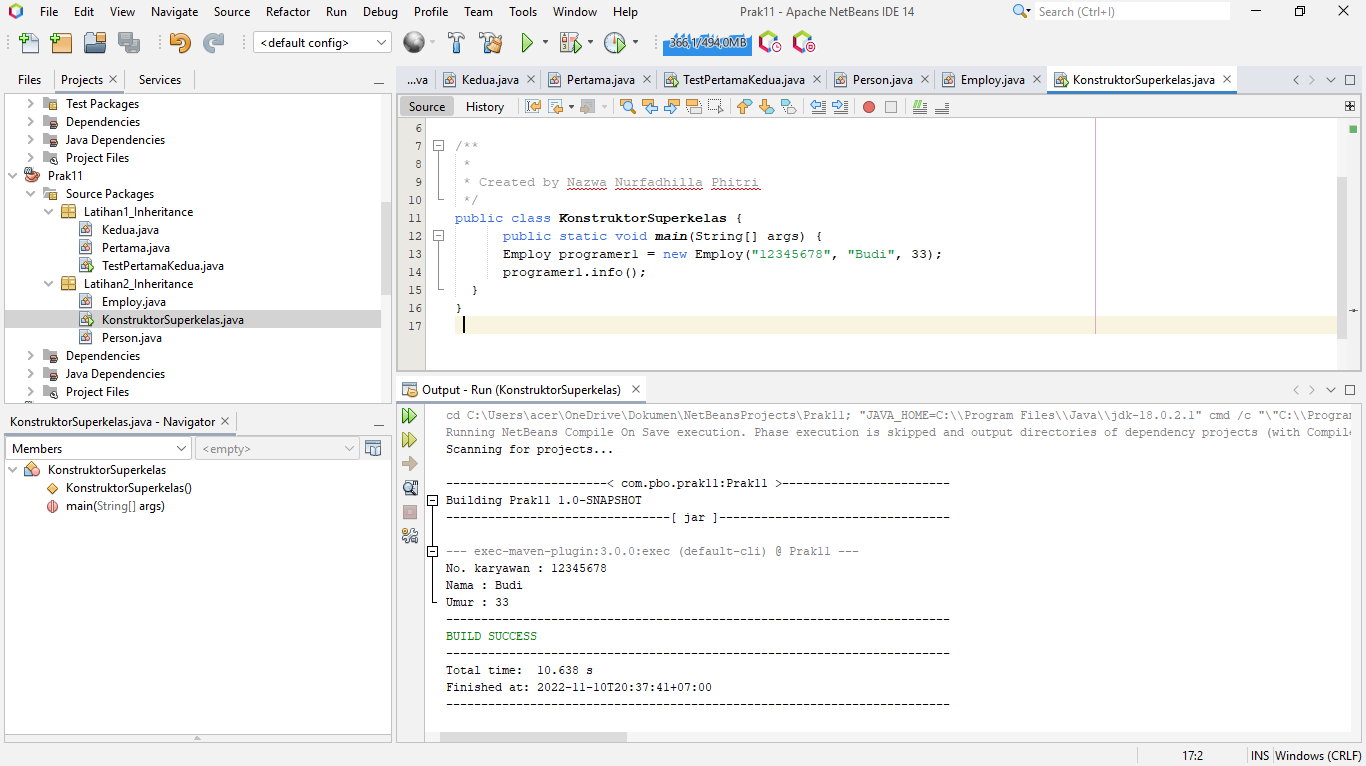 File Edit View Navigate Source Refactor Run Debug Profile Team Tools Window Help
Prak11 - Apache NetBeans IDE 14
Search (Ctrl+I)
<default config>
366,1/494,0MB
Files Projects Services
Test Packages
Dependencies
Java Dependencies
Project Files
Prak11
Source Packages
Latihan1_Inheritance
Kedua.java
Pertama.java
TestPertamaKedua.java
Latihan2_Inheritance
Employ.java
KonstruktorSuperkelas.java
Person.java
Dependencies
Java Dependencies
Project Files
KonstruktorSuperkelas.java - Navigator
Members
<empty>
KonstruktorSuperkelas
KonstruktorSuperkelas()
main(String[] args)
...va Kedua.java Pertama.java TestPertamaKedua.java Person.java Employ.java KonstruktorSuperkelas.java
Source History
6
7 /**
8 *
9 * Created by Nazwa Nurfadhilla Phitri
10 */
11 public class KonstruktorSuperkelas {
12 public static void main(String[] args) {
13 Employ programer1 = new Employ("12345678", "Budi", 33);
14 programer1.info();
15 }
16 }
17
Output - Run (KonstruktorSuperkelas)
cd C:\Users\acer\OneDrive\Dokumen\NetBeansProjects\Prak11; "JAVA_HOME=C:\\Program Files\\Java\\jdk-18.0.2.1" cmd /c "\"C:\\Program
Running NetBeans Compile On Save execution. Phase execution is skipped and output directories of dependency projects (with Compile
Scanning for projects...
-----------------------< com.pbo.prak11:Prak11 >------------------------
Building Prak11 1.0-SNAPSHOT
--------------------------------[ jar ]---------------------------------
--- exec-maven-plugin:3.0.0:exec (default-cli) @ Prak11 ---
No. karyawan : 12345678
Nama : Budi
Umur : 33
------------------------------------------------------------------------
BUILD SUCCESS
------------------------------------------------------------------------
Total time:  10.638 s
Finished at: 2022-11-10T20:37:41+07:00
------------------------------------------------------------------------
17:2
INS
Windows (CRLF)